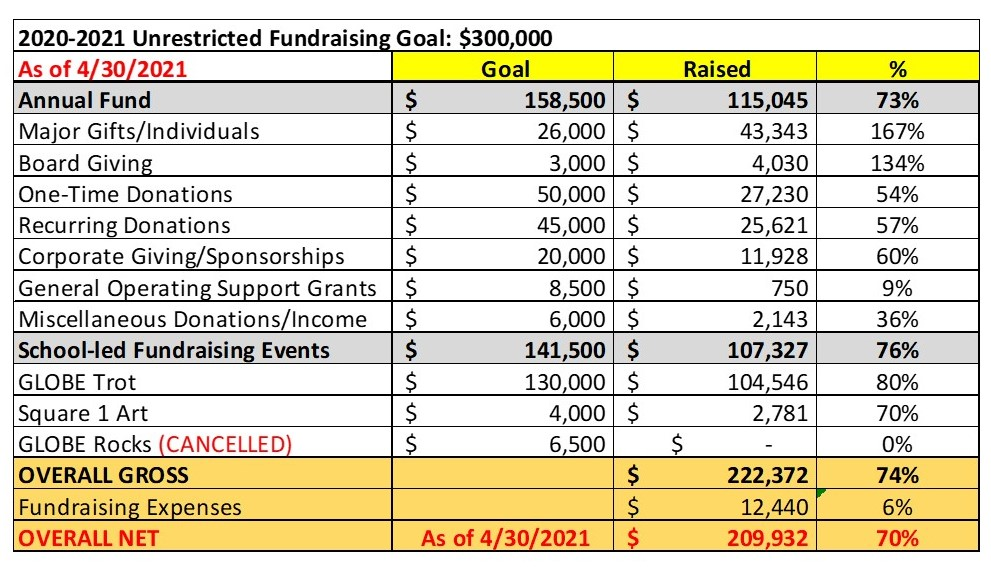 2020-2021 Unrestricted Fundraising Goal: $300,000
As of 4/30/2021 Goal Raised %
Annual Fund $ 158,500 $ 115,045 73%
Major Gifts/Individuals $ 26,000 $ 43,343 167%
Board Giving $ 3,000 $ 4,030 134%
One-Time Donations $ 50,000 $ 27,230 54%
Recurring Donations $ 45,000 $ 25,621 57%
Corporate Giving/Sponsorships $ 20,000 $ 11,928 60%
General Operating Support Grants $ 8,500 $ 750 9%
Miscellaneous Donations/Income $ 6,000 $ 2,143 36%
School-led Fundraising Events $ 141,500 $ 107,327 76%
GLOBE Trot $ 130,000 $ 104,546 80%
Square 1 Art $ 4,000 $ 2,781 70%
GLOBE Rocks (CANCELLED) $ 6,500 $ - 0%
OVERALL GROSS $ 222,372 74%
Fundraising Expenses $ 12,440 6%
OVERALL NET As of 4/30/2021 $ 209,932 70%